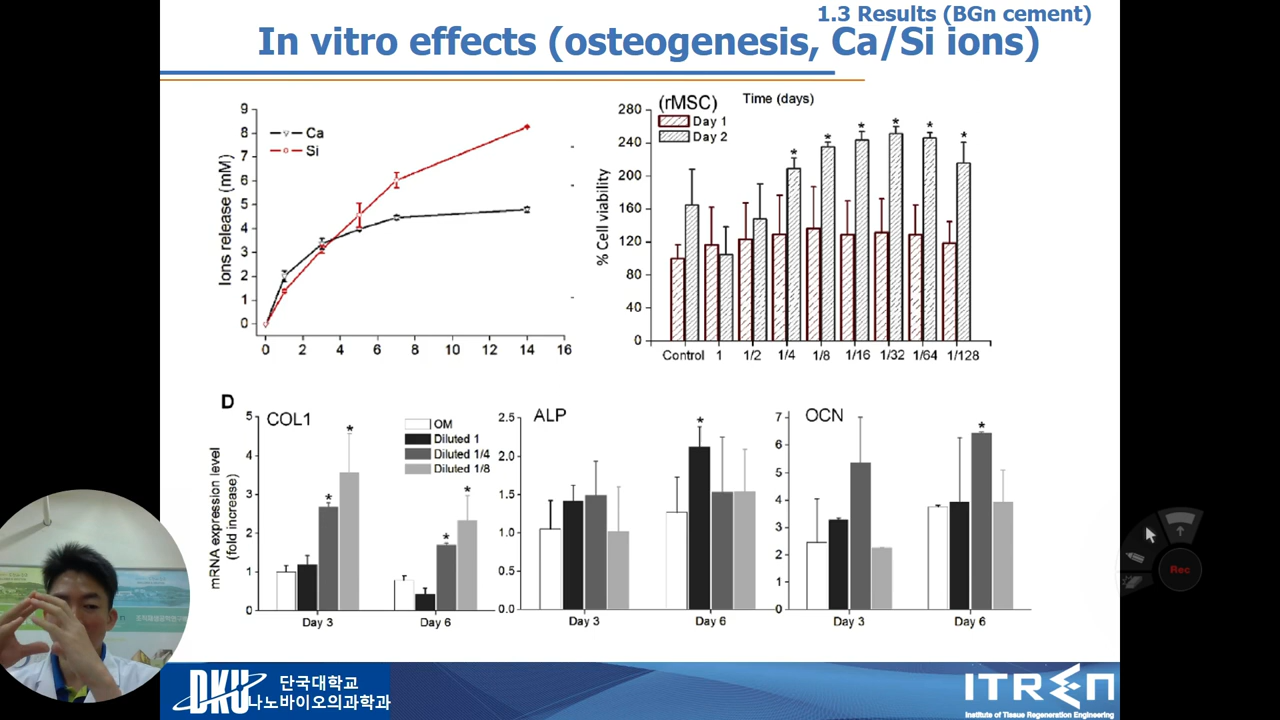 1.3 Results (BGn cement)
In vitro effects (osteogenesis, Ca/Si ions)
9
8
7
6
5
4
3
2
1
0
Ions release (mM)
Ca
Si
0 2 4 6 8 10 12 14 16
(rMSC) Time (days)
Day 1
Day 2
280
240
200
160
120
80
40
0
% Cell viability
* * * * * *
Control 1 1/2 1/4 1/8 1/16 1/32 1/64 1/128
D
COL1
5
4
3
2
1
0
mRNA expression level
(fold increase)
OM
Diluted 1
Diluted 1/4
Diluted 1/8
* * * *
Day 3 Day 6
ALP
2.5
2.0
1.5
1.0
0.5
0.0
*
Day 3 Day 6
OCN
7
6
5
4
3
2
1
0
*
Day 3 Day 6
Rec
DKU 단국대학교
나노바이오의과학과
ITREN
Institute of Tissue Regeneration Engineering